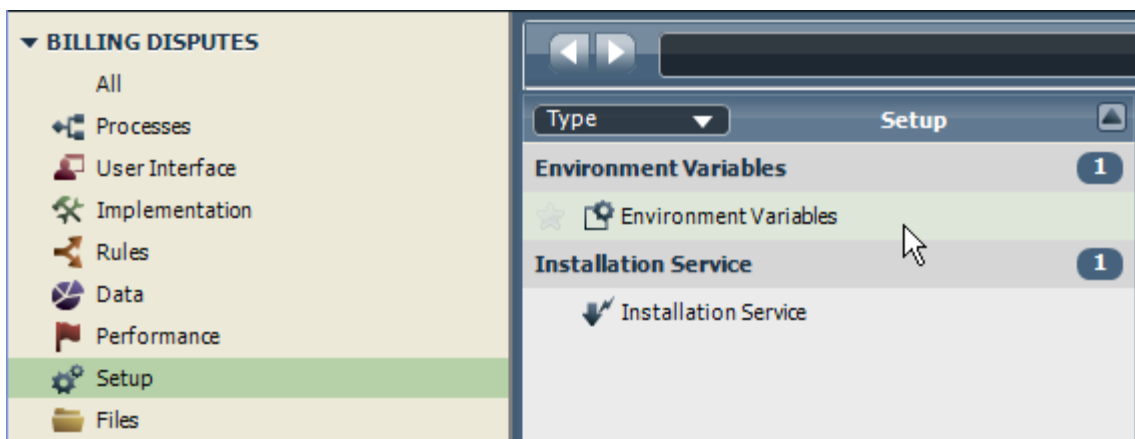 BILLING DISPUTES
All
Processes
User Interface
Implementation
Rules
Data
Performance
Setup
Files
Type Setup
Environment Variables 1
Environment Variables
Installation Service 1
Installation Service